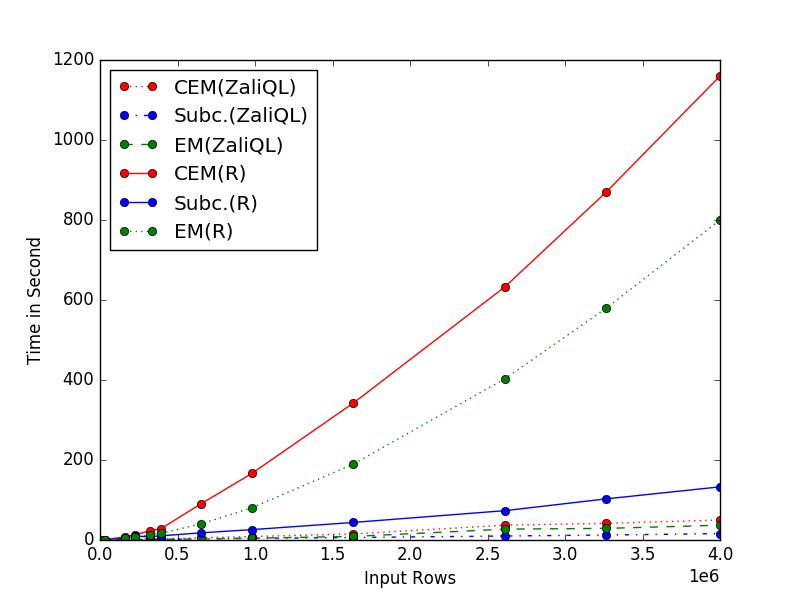 1200
1000
800
600
400
200
0
Time in Second
CEM(ZaliQL)
Subc.(ZaliQL)
EM(ZaliQL)
CEM(R)
Subc.(R)
EM(R)
0.0 0.5 1.0 1.5 2.0 2.5 3.0 3.5 4.0
1e6
Input Rows